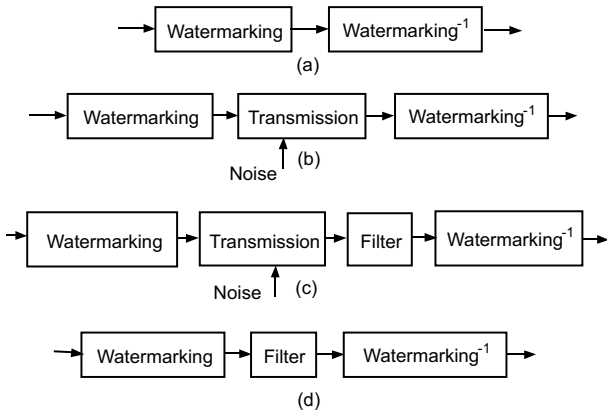 Watermarking Watermarking⁻¹
(a)
Watermarking Transmission Watermarking⁻¹
Noise (b)
Watermarking Transmission Filter Watermarking⁻¹
Noise (c)
Watermarking Filter Watermarking⁻¹
(d)